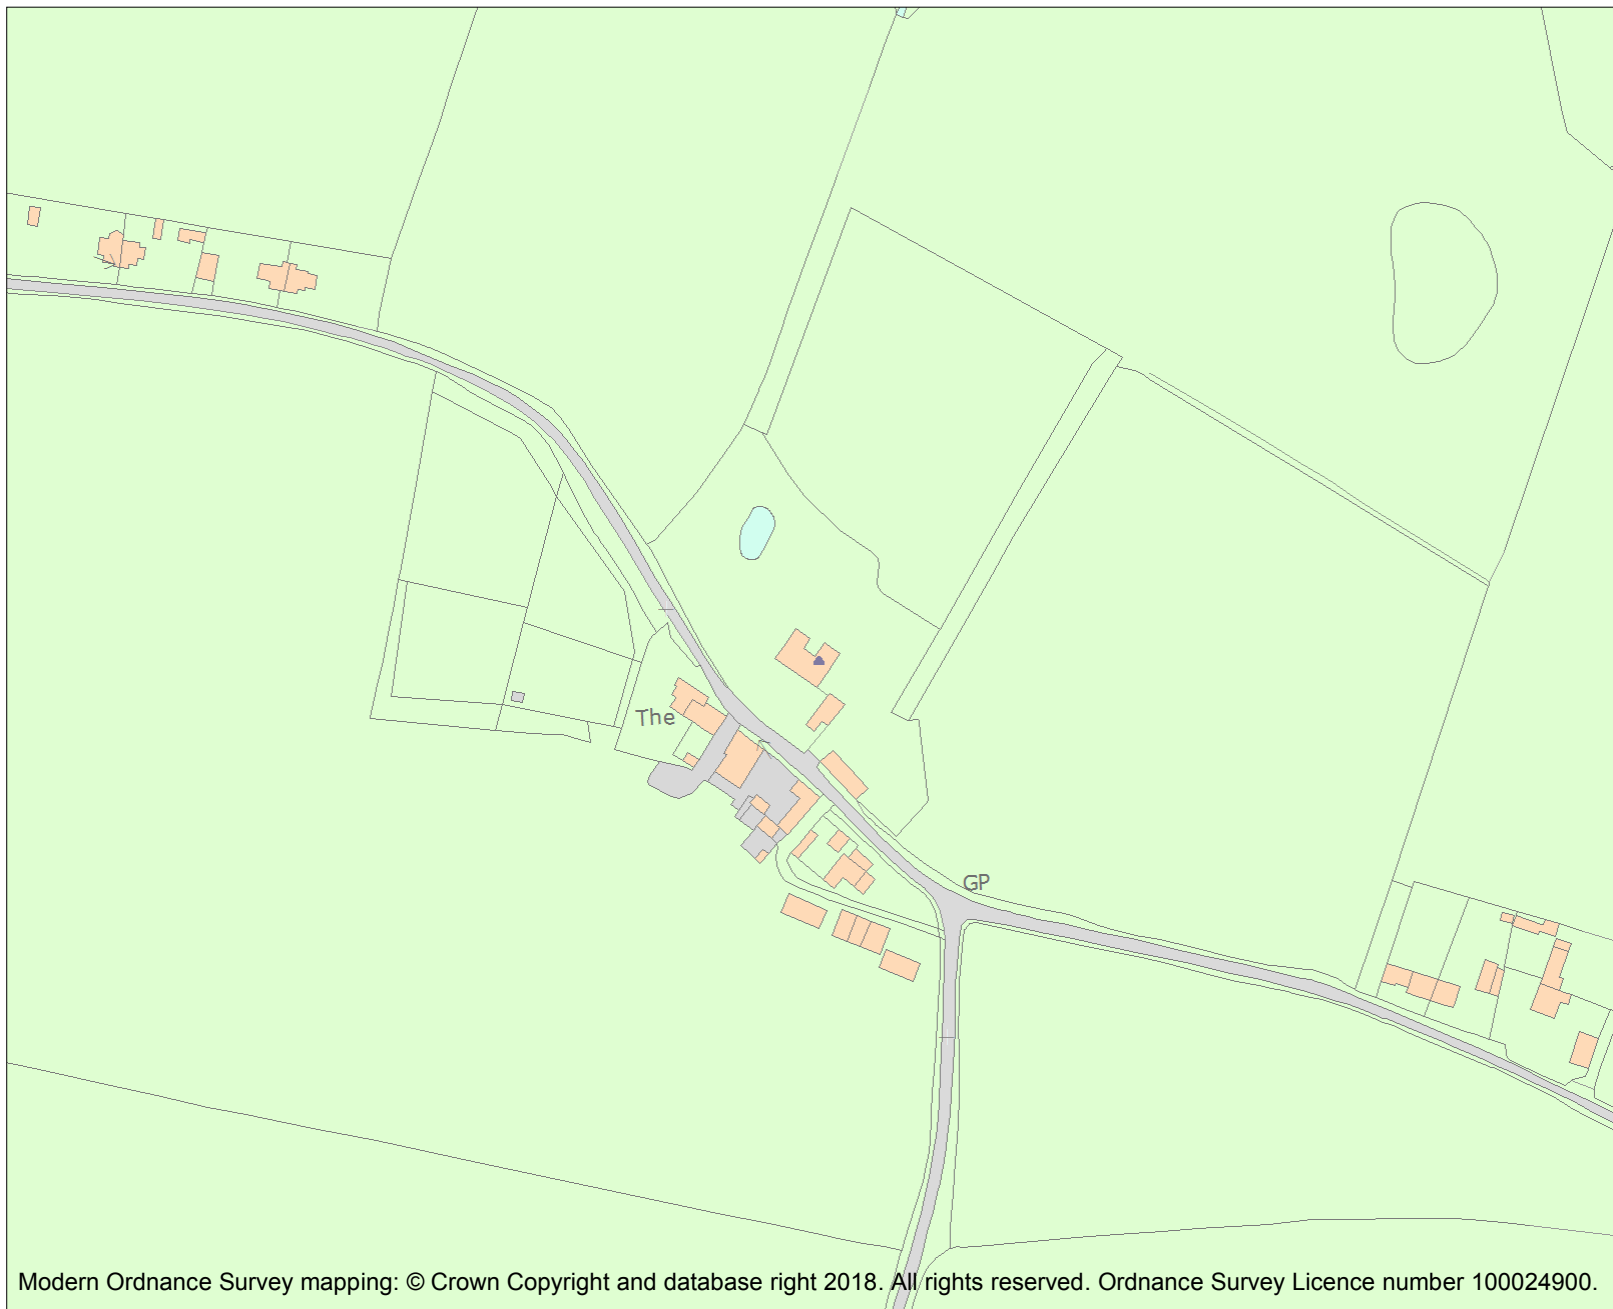 The
GP
Modern Ordnance Survey mapping: © Crown Copyright and database right 2018. All rights reserved. Ordnance Survey Licence number 100024900.